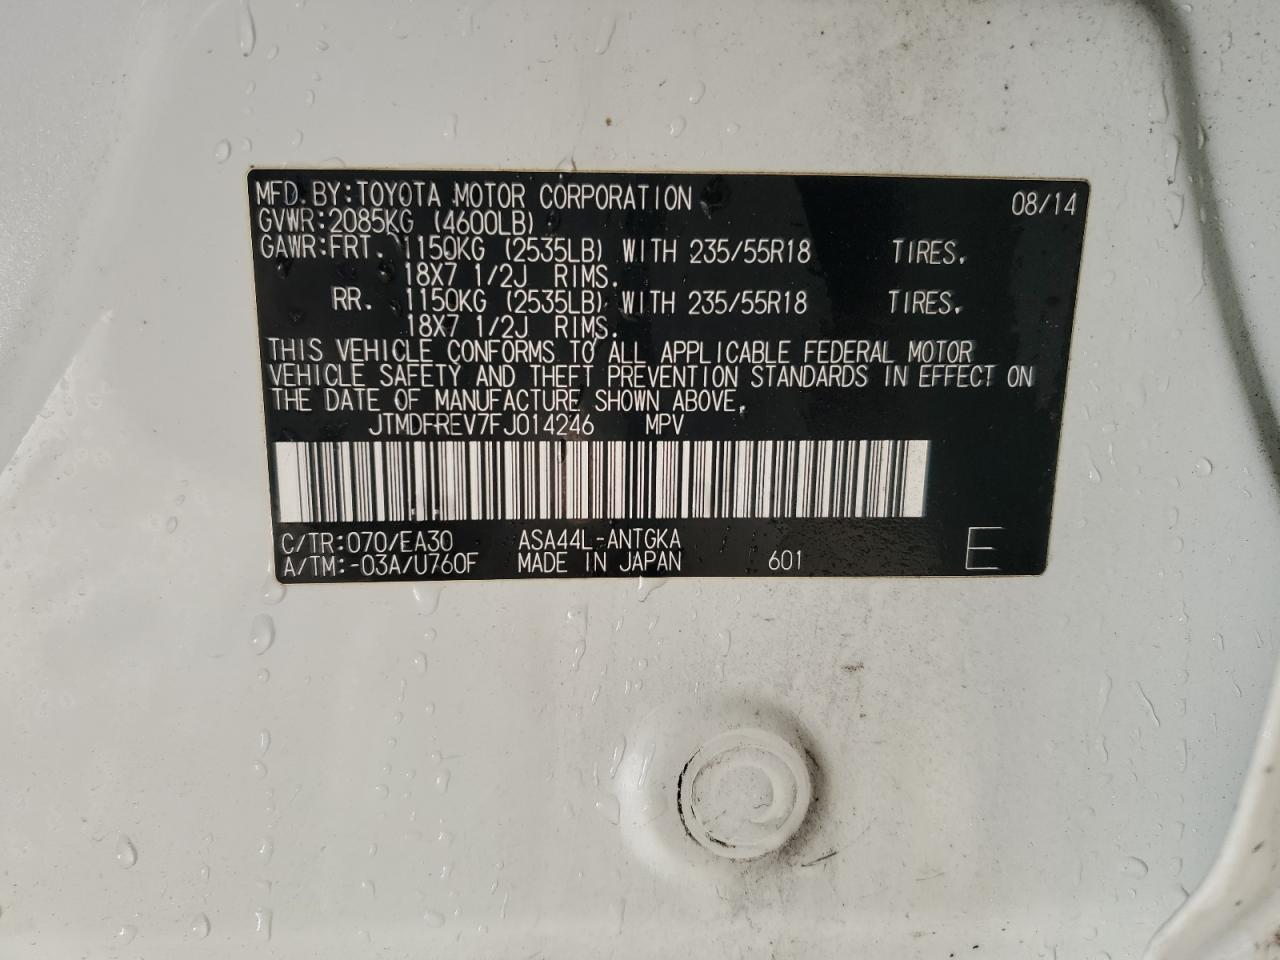 MFD.BY:TOYOTA MOTOR CORPORATION 08/14
GVWR:2085KG (4600LB)
GAWR:FRT. 1150KG (2535LB) WITH 235/55R18 TIRES,
18X7 1/2J RIMS.
RR. 1150KG (2535LB) WITH 235/55R18 TIRES,
18X7 1/2J RIMS.
THIS VEHICLE CONFORMS TO ALL APPLICABLE FEDERAL MOTOR
VEHICLE SAFETY AND THEFT PREVENTION STANDARDS IN EFFECT ON
THE DATE OF MANUFACTURE SHOWN ABOVE.
JTMDFREV7FJ014246 MPV
C/TR:070/EA30 ASA44L-ANTGKA
A/TM:-03A/U760F MADE IN JAPAN 601 E